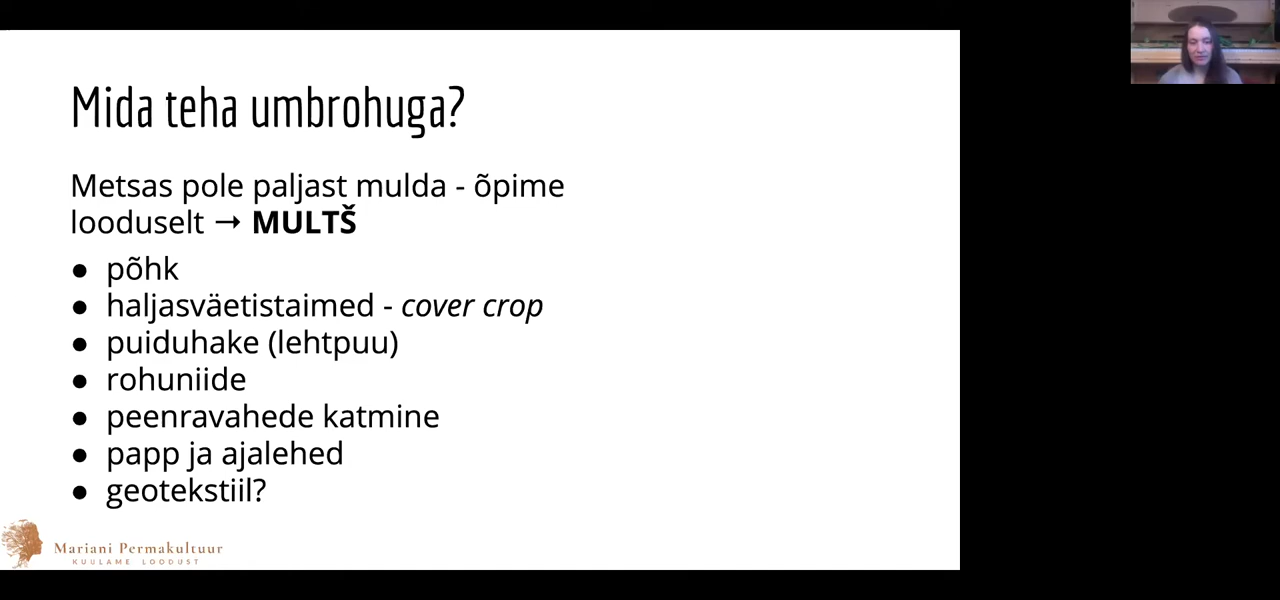 Mida teha umbrohuga?
Metsas pole paljast mulda - õpime
looduselt → MULTŠ
● põhk
● haljasväetistaimed - cover crop
● puiduhake (lehtpuu)
● rohuniide
● peenravahede katmine
● papp ja ajalehed
● geotekstiil?
Mariani Permakultuur
KUULAME LOODUST